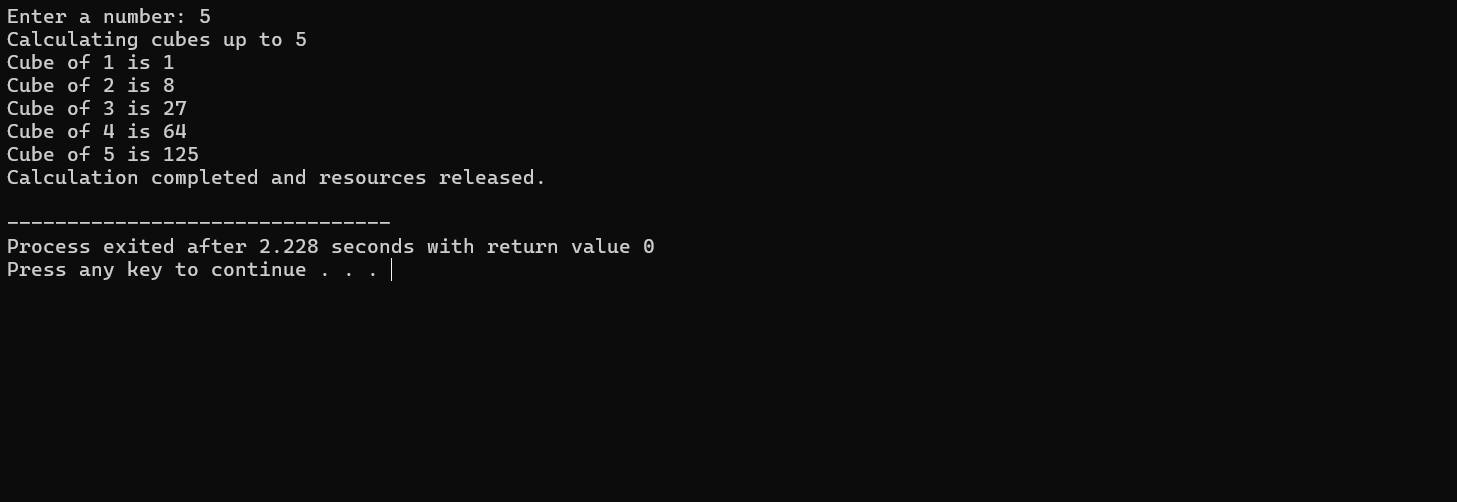 Enter a number: 5
Calculating cubes up to 5
Cube of 1 is 1
Cube of 2 is 8
Cube of 3 is 27
Cube of 4 is 64
Cube of 5 is 125
Calculation completed and resources released.
--------------------------------
Process exited after 2.228 seconds with return value 0
Press any key to continue . . .